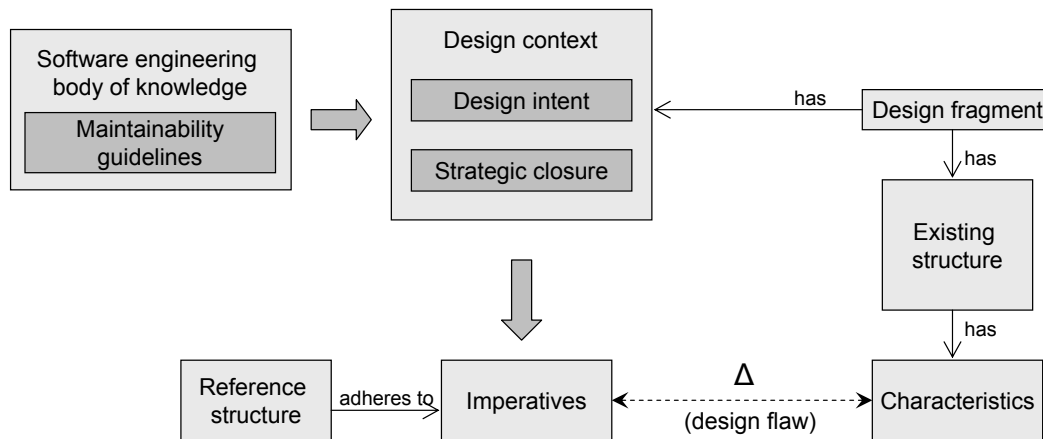 Software engineering
body of knowledge
Maintainability
guidelines
Design context
Design intent
Strategic closure
has
Design fragment
has
Existing
structure
has
Reference
structure
adheres to
Imperatives
Δ
(design flaw)
Characteristics